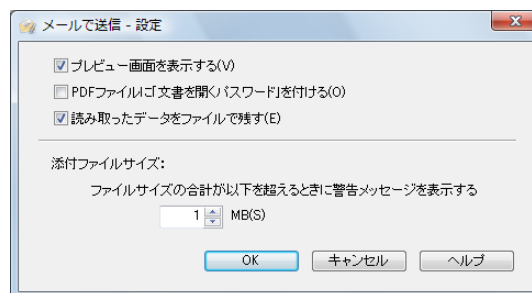 メールで送信 - 設定
プレビュー画面を表示する(V)
PDFファイルに「文書を開くパスワード」を付ける(O)
読み取ったデータをファイルで残す(E)
添付ファイルサイズ:
ファイルサイズの合計が以下を超えるときに警告メッセージを表示する
1 MB(S)
OK キャンセル ヘルプ